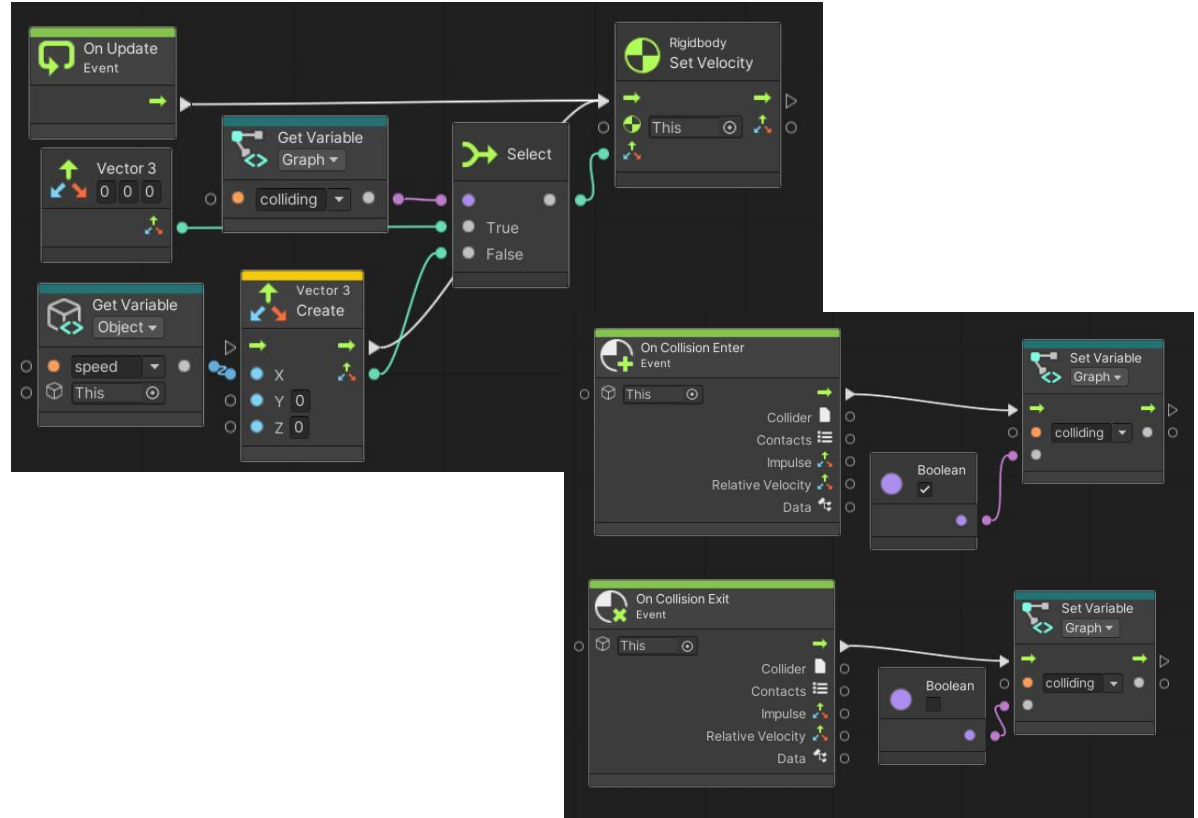 On Update
Event
Rigidbody
Set Velocity
This
Get Variable
Graph
colliding
Select
True
False
Vector 3
0 0 0
Get Variable
Object
speed
This
Vector 3
Create
X
Y 0
Z 0
On Collision Enter
Event
This
Collider
Contacts
Impulse
Relative Velocity
Data
Boolean
Set Variable
Graph
colliding
On Collision Exit
Event
This
Collider
Contacts
Impulse
Relative Velocity
Data
Boolean
Set Variable
Graph
colliding